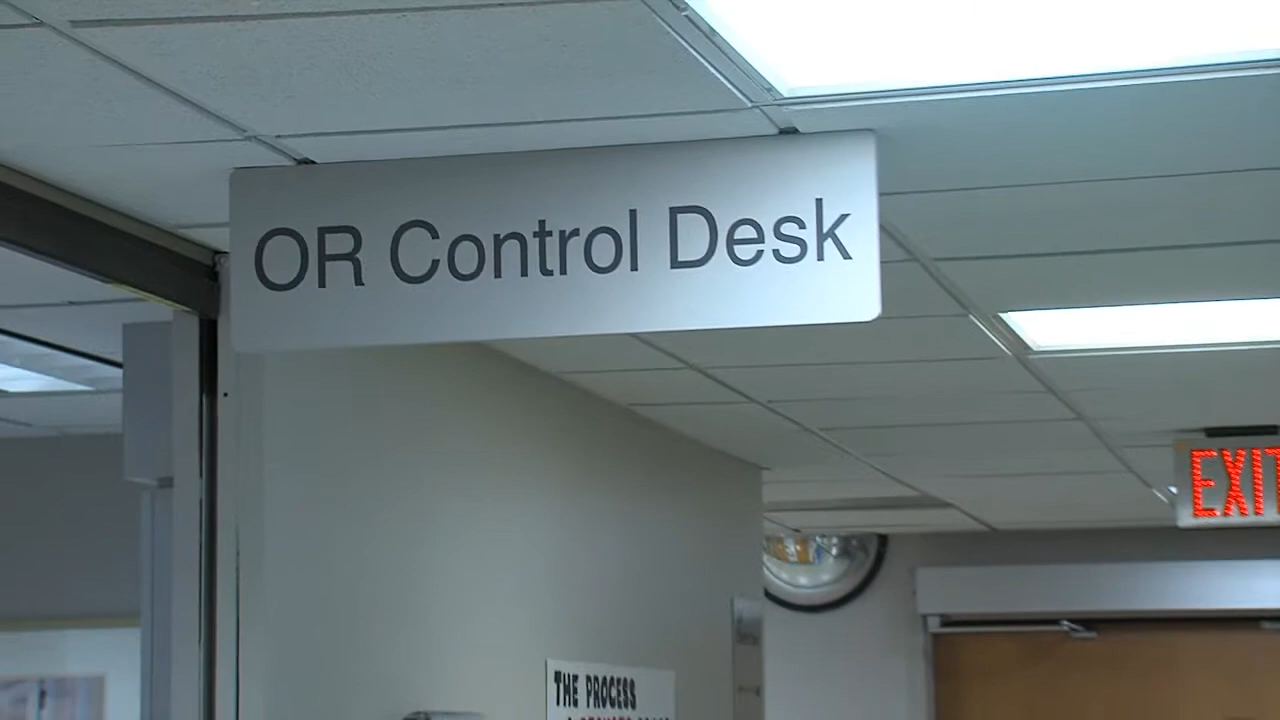 OR Control Desk
EXIT
THE PROCESS